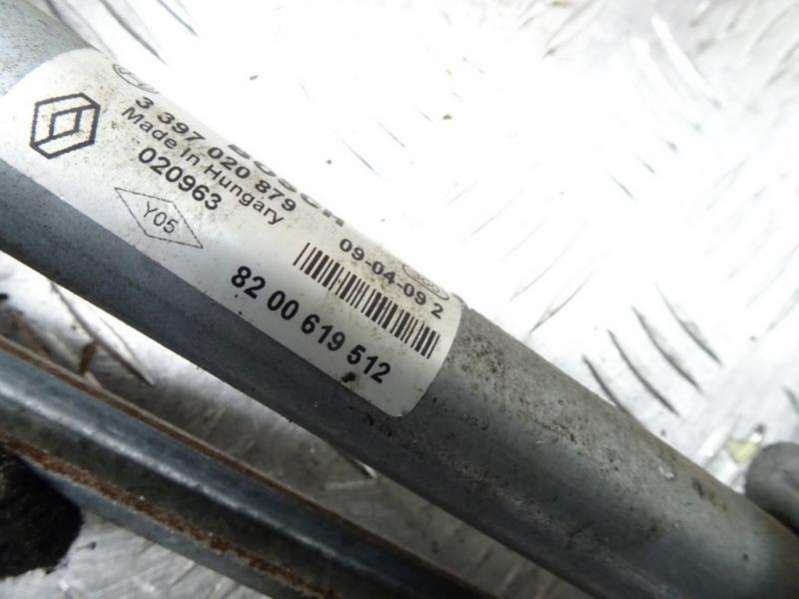 BOSCH
3 397 020 879
Made in Hungary
020963
Y05
09-04-09 2
82 00 619 512